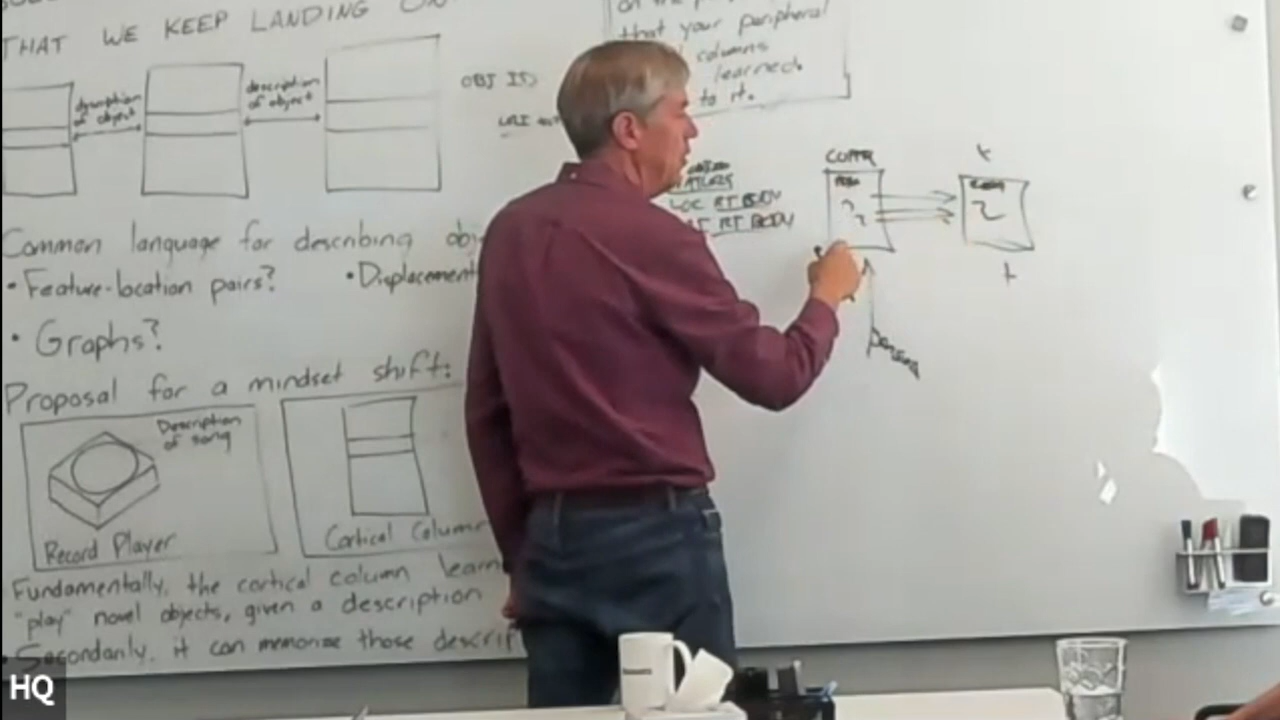 THAT WE KEEP LANDING ON
description of object
description of object
OBJ ID
that your peripheral
columns
learned.
to it.
LOC RT BODY
RT BODY
Common language for describing obj
• Feature-location pairs?
• Displacement
• Graphs?
Proposal for a mindset shift:
Description
of song
Record Player
Cortical Column
Fundamentally, the cortical column learn
"play" novel objects, given a description
• Secondarily, it can memorize those descrip
HQ